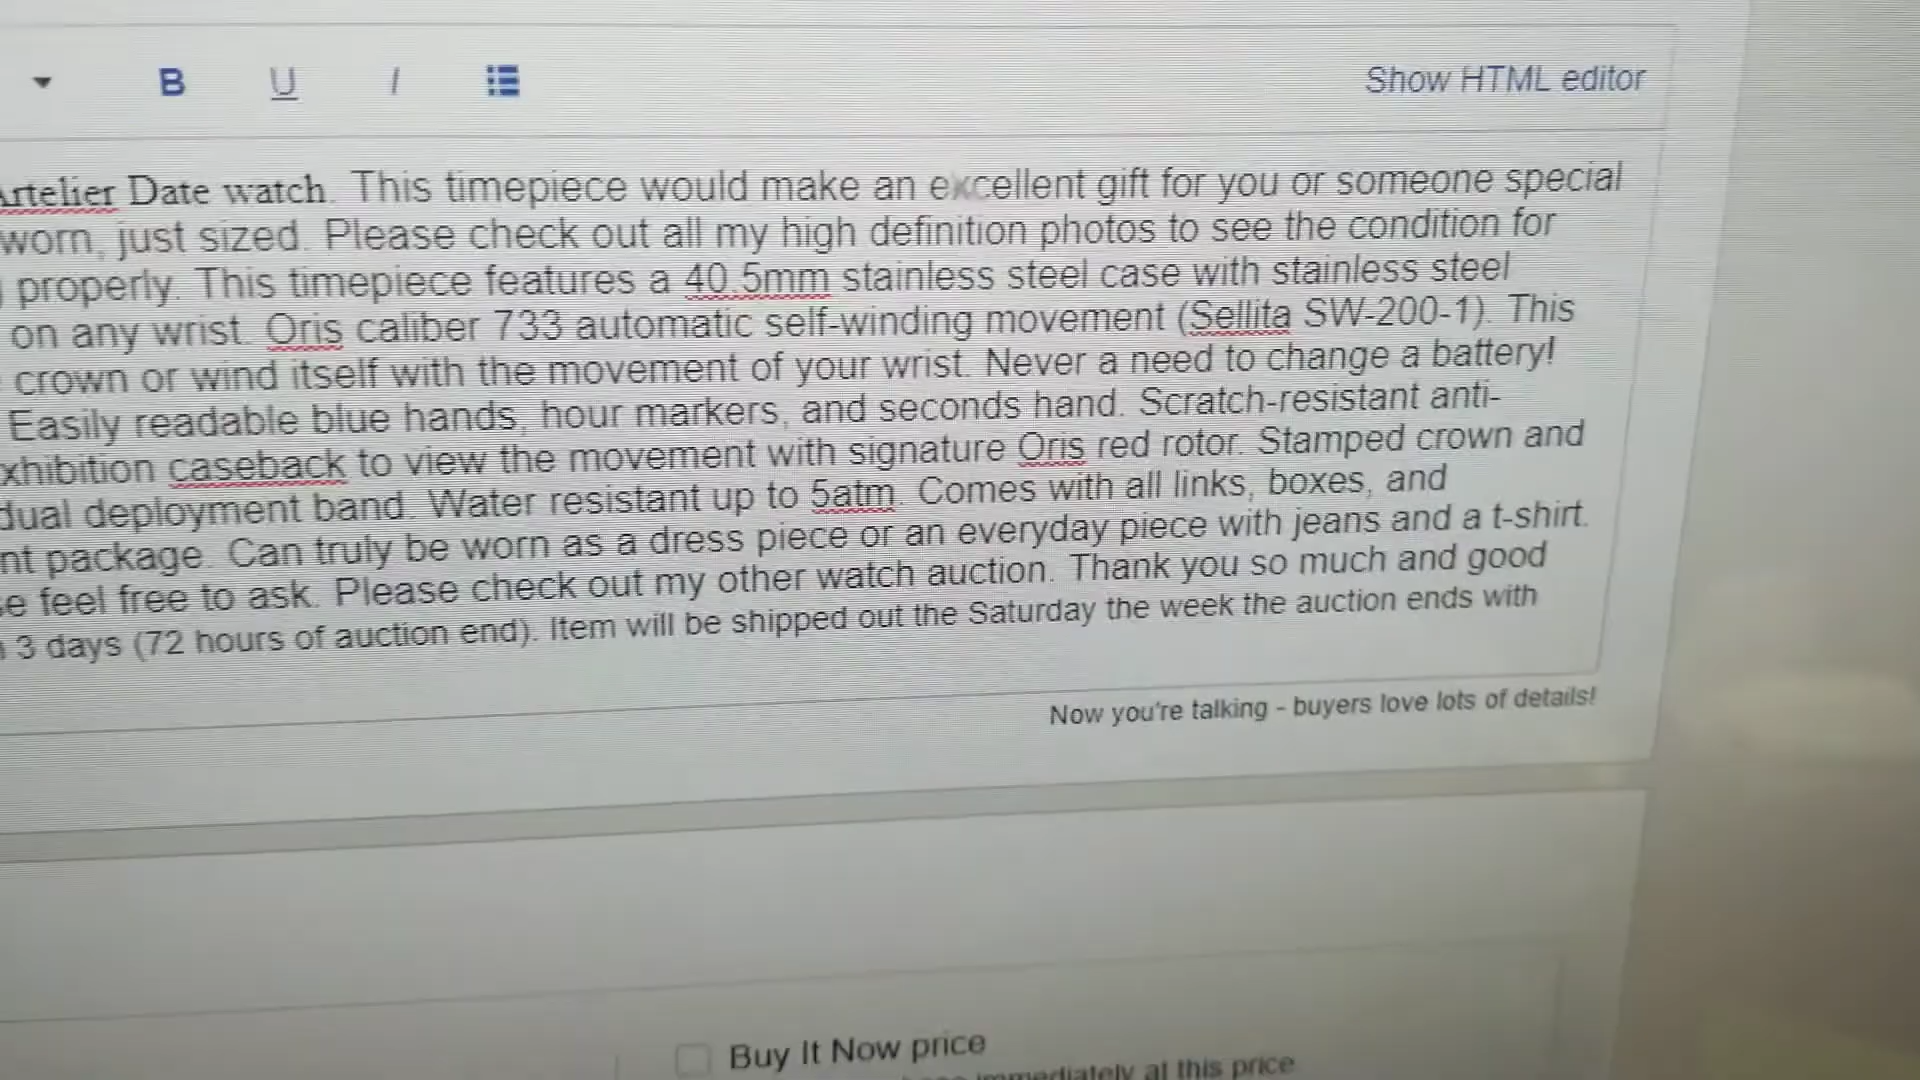 B U I Show HTML editor
Artelier Date watch. This timepiece would make an excellent gift for you or someone special
worn, just sized. Please check out all my high definition photos to see the condition for
properly. This timepiece features a 40.5mm stainless steel case with stainless steel
on any wrist. Oris caliber 733 automatic self-winding movement (Sellita SW-200-1). This
crown or wind itself with the movement of your wrist. Never a need to change a battery!
Easily readable blue hands, hour markers, and seconds hand. Scratch-resistant anti-
xhibition caseback to view the movement with signature Oris red rotor. Stamped crown and
dual deployment band. Water resistant up to 5atm. Comes with all links, boxes, and
nt package. Can truly be worn as a dress piece or an everyday piece with jeans and a t-shirt.
se feel free to ask. Please check out my other watch auction. Thank you so much and good
3 days (72 hours of auction end). Item will be shipped out the Saturday the week the auction ends with
Now you're talking - buyers love lots of details!
Buy It Now price
immediately at this price